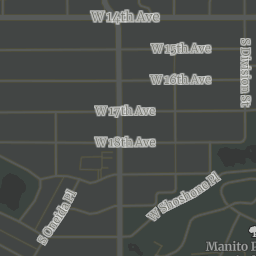 W 14th Ave
W 15th Ave
W 16th Ave
S Division St
W 17th Ave
W 18th Ave
S Oneida Pl
W Shoshone Pl
Manito P